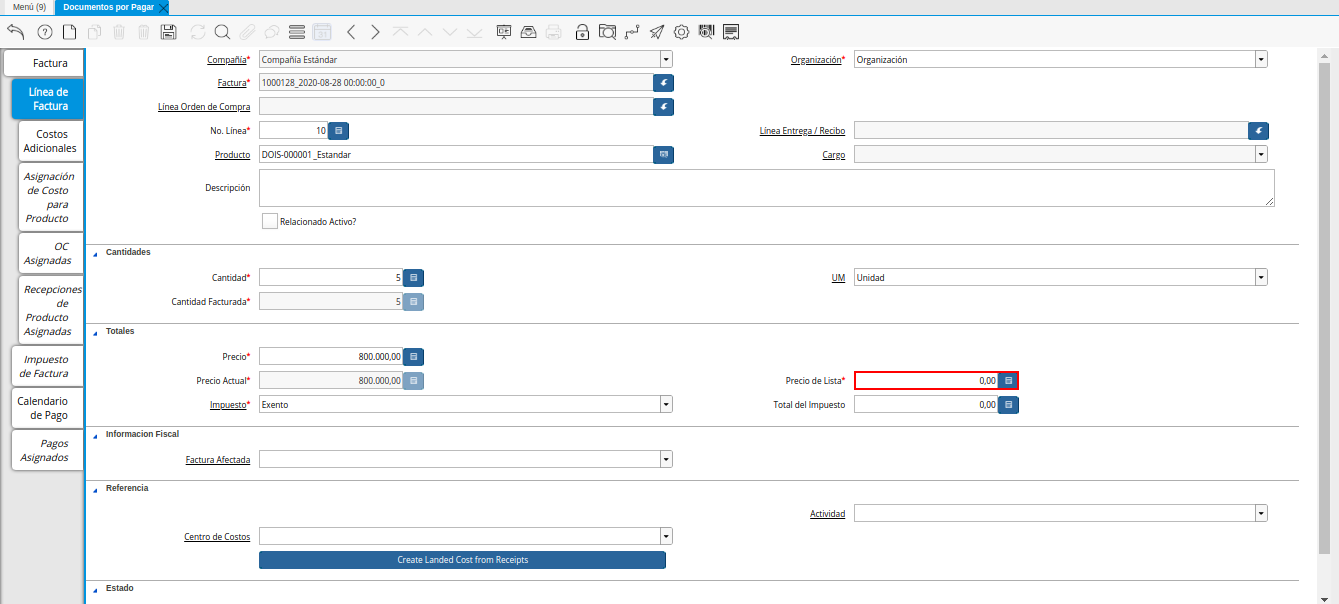 Menú (9) Documentos por Pagar
Factura
Línea de
Factura
Costos
Adicionales
Asignación
de Costo
para
Producto
OC
Asignadas
Recepciones
de
Producto
Asignadas
Impuesto
de Factura
Calendario
de Pago
Pagos
Asignados
Compañía* Compañía Estándar Organización* Organización
Factura* 1000128_2020-08-28 00:00:00_0
Línea Orden de Compra
No. Línea* 10 Línea Entrega / Recibo
Producto DOIS-000001_Estandar Cargo
Descripción
Relacionado Activo?
Cantidades
Cantidad* 5 UM Unidad
Cantidad Facturada* 5
Totales
Precio* 800.000,00
Precio Actual* 800.000,00 Precio de Lista* 0,00
Impuesto* Exento Total del Impuesto 0,00
Informacion Fiscal
Factura Afectada
Referencia
Actividad
Centro de Costos
Create Landed Cost from Receipts
Estado